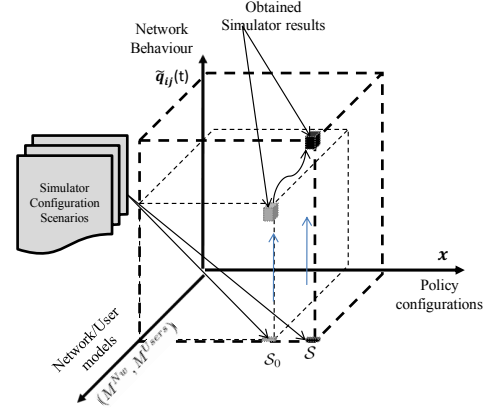 Obtained
Simulator results
Network
Behaviour
q̃ij(t)
Simulator
Configuration
Scenarios
x
Policy
configurations
Network/User
models
(M^{Nw}, M^{Users})
S₀
S